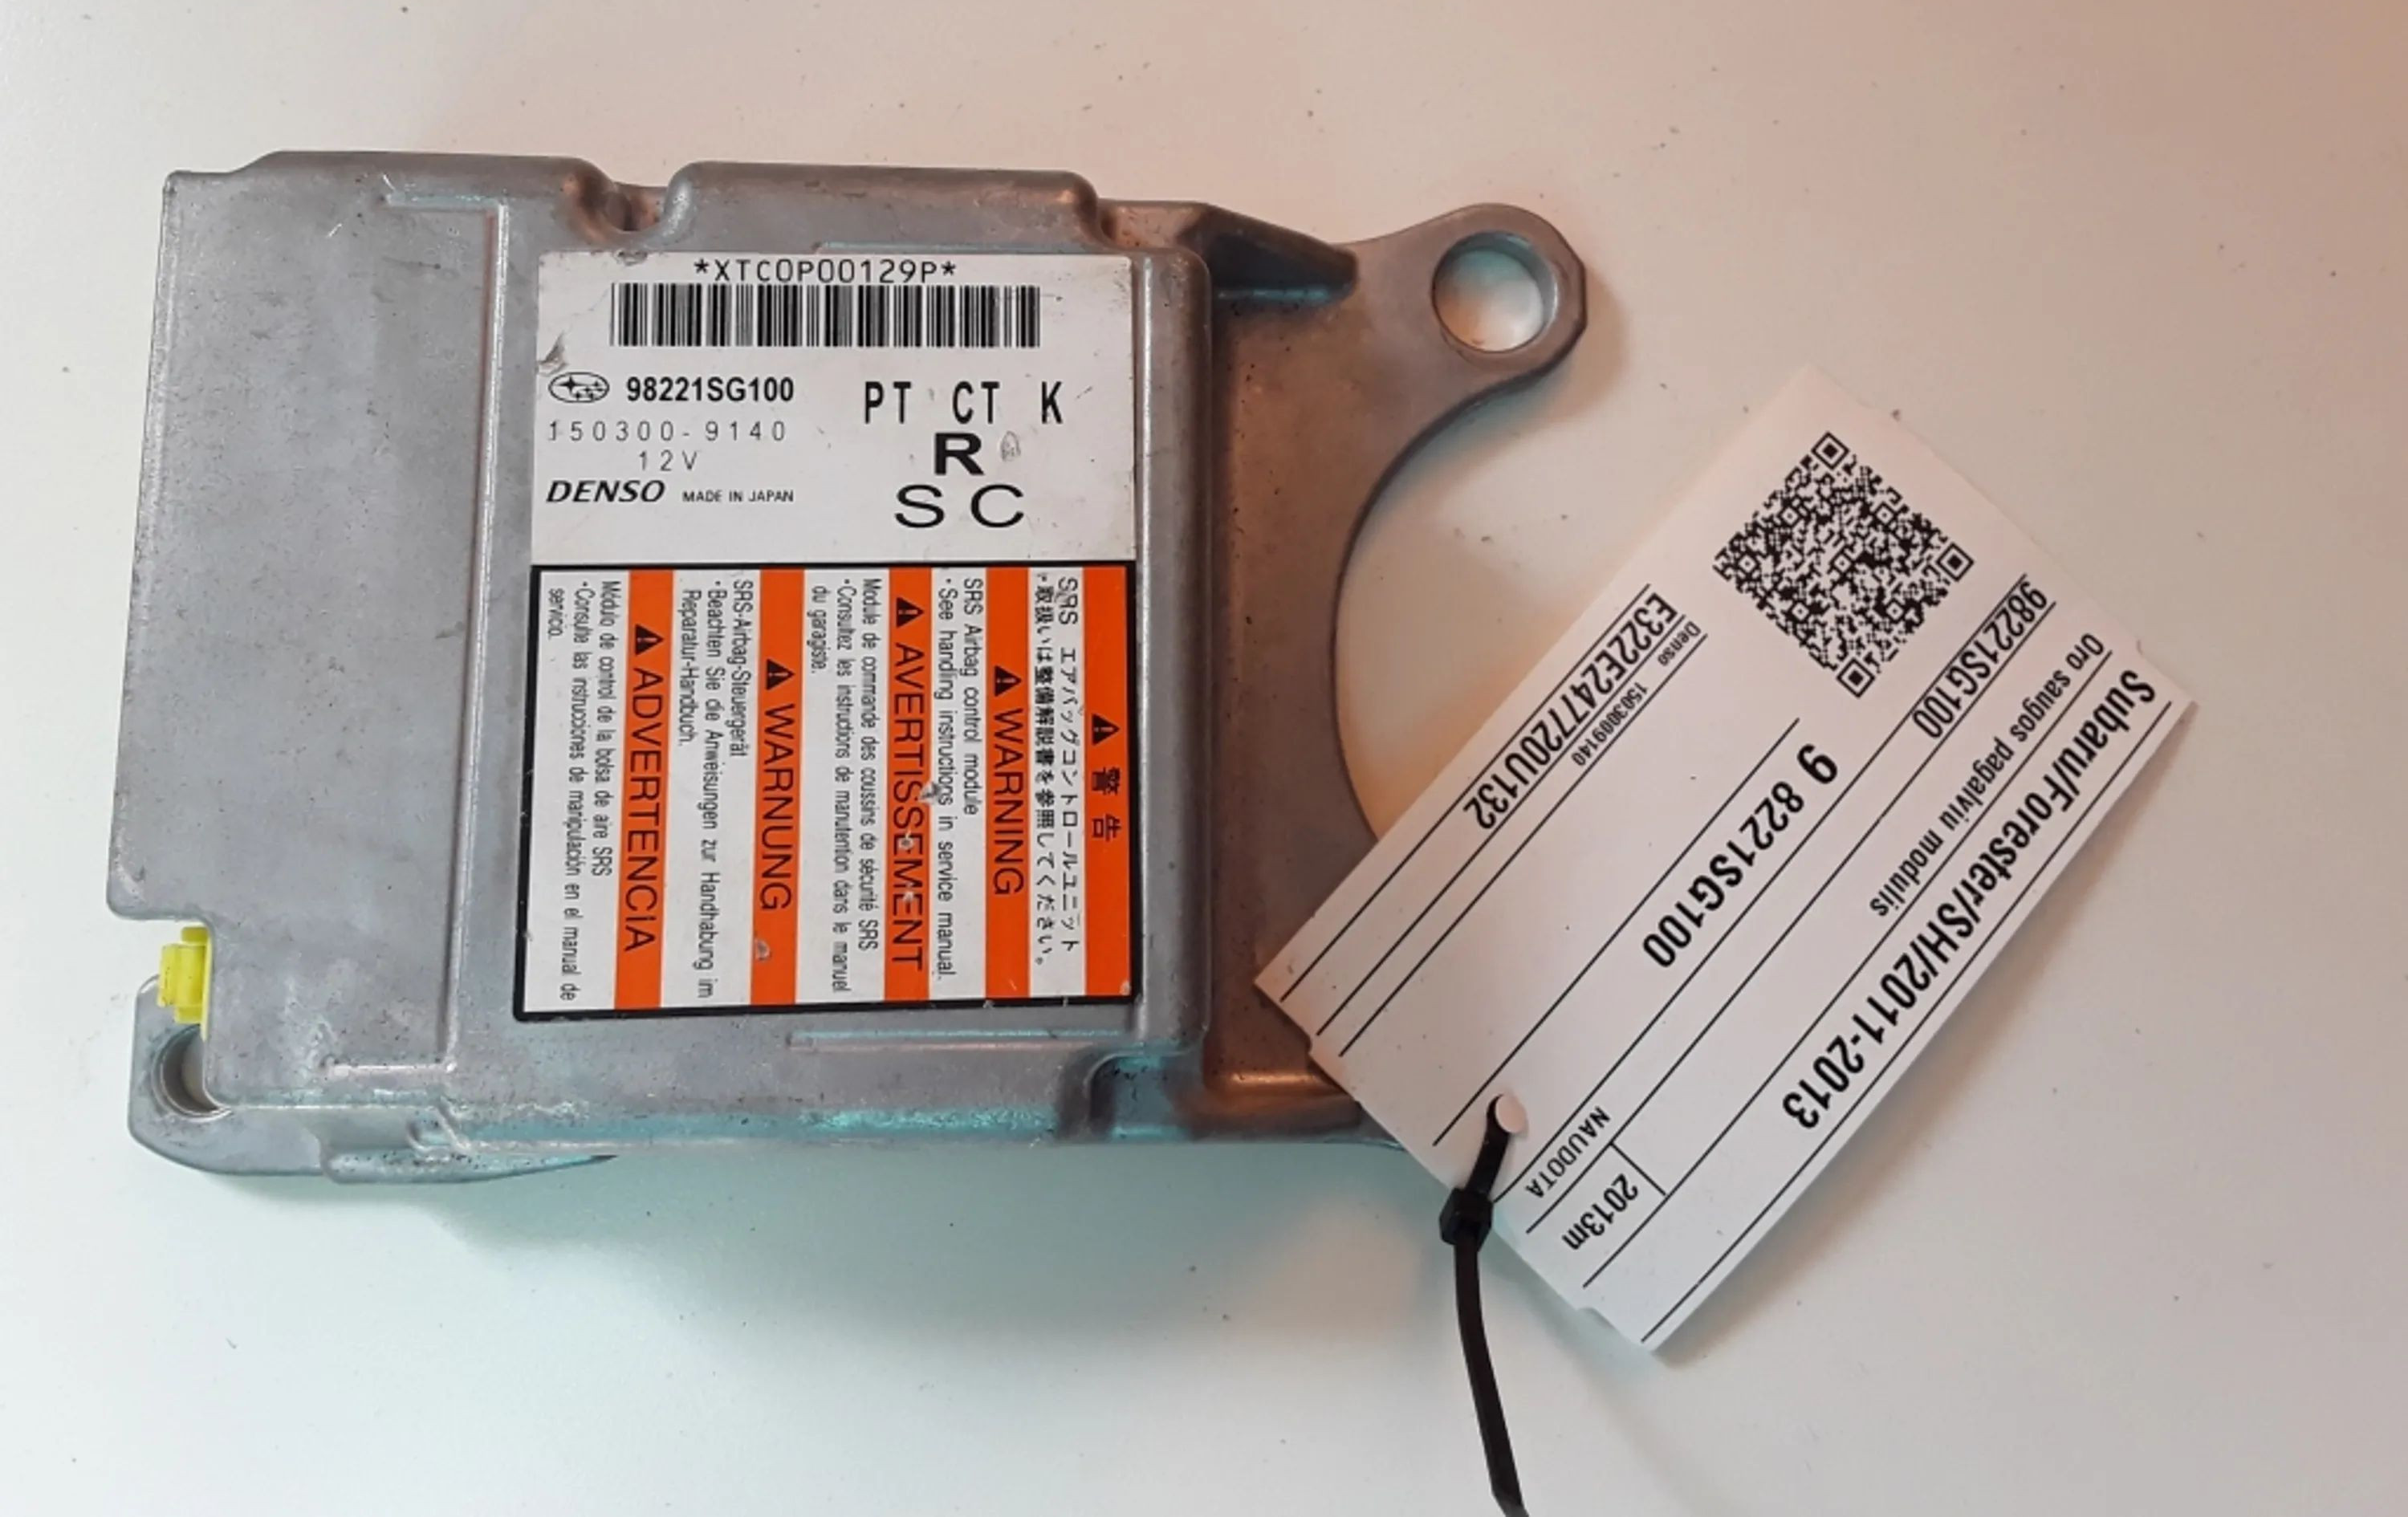 *XTC0P00129P*
98221SG100
150300-9140
12V
DENSO MADE IN JAPAN
PT CT K
R
SC
警告
SRS エアバッグコントロールユニット
・取扱いは整備解説書を参照してください。
WARNING
SRS Airbag control module
・See handling instructions in service manual.
AVERTISSEMENT
Module de commande des coussins de sécurité SRS
・Consultez les instructions de manutention dans le manuel
du garagiste.
WARNUNG
SRS-Airbag-Steuergerät
・Beachten Sie die Anweisungen zur Handhabung im
Reparatur-Handbuch.
ADVERTENCIA
Módulo de control de la bolsa de aire SRS
・Consulte las instrucciones de manipulación en el manual de
servicio.
Subaru/Forester/SH/2011-2013
Oro saugos pagalvių modulis
2013m
98221SG100
NAUDOTA
9 8221SG100
Denso 1503009140
E322E247720U132